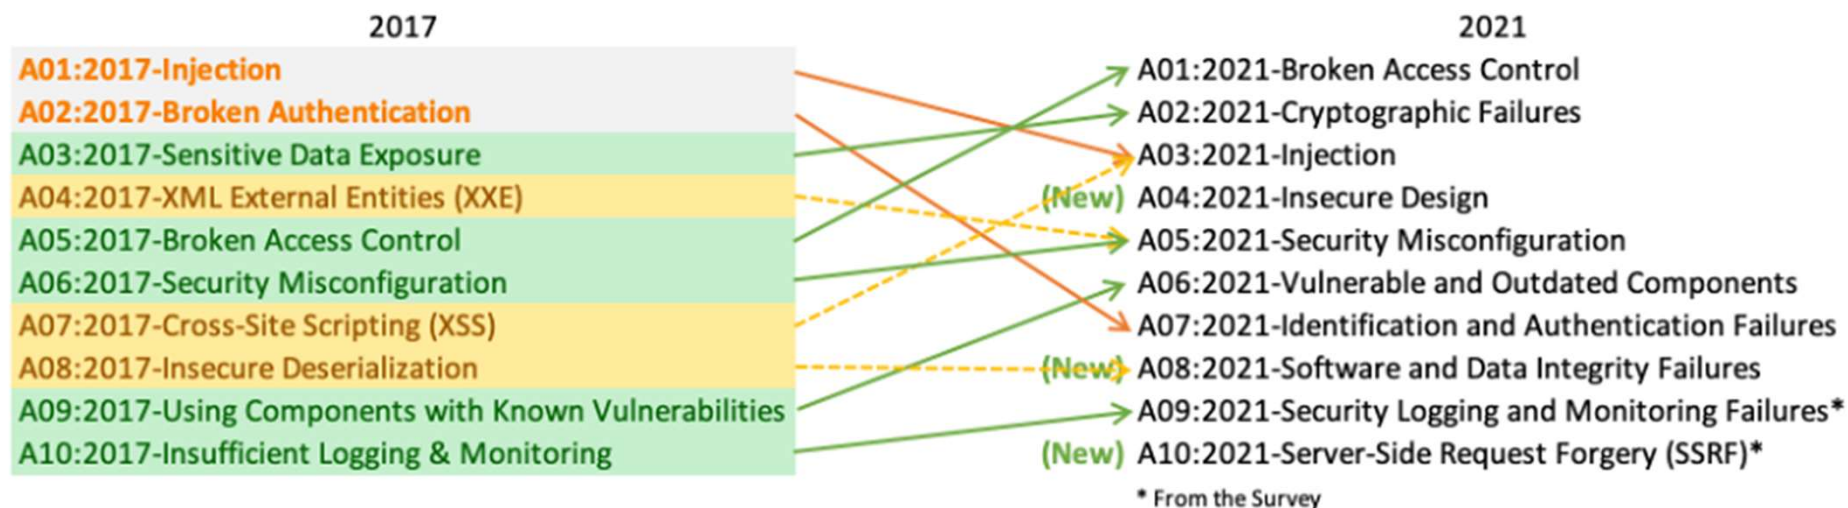 2017
A01:2017-Injection
A02:2017-Broken Authentication
A03:2017-Sensitive Data Exposure
A04:2017-XML External Entities (XXE)
A05:2017-Broken Access Control
A06:2017-Security Misconfiguration
A07:2017-Cross-Site Scripting (XSS)
A08:2017-Insecure Deserialization
A09:2017-Using Components with Known Vulnerabilities
A10:2017-Insufficient Logging & Monitoring
2021
A01:2021-Broken Access Control
A02:2021-Cryptographic Failures
A03:2021-Injection
(New) A04:2021-Insecure Design
A05:2021-Security Misconfiguration
A06:2021-Vulnerable and Outdated Components
A07:2021-Identification and Authentication Failures
(New) A08:2021-Software and Data Integrity Failures
A09:2021-Security Logging and Monitoring Failures*
(New) A10:2021-Server-Side Request Forgery (SSRF)*
* From the Survey